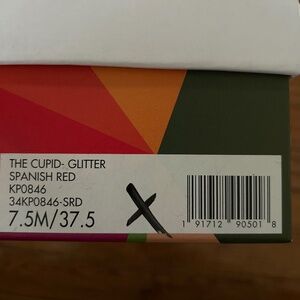 THE CUPID- GLITTER
SPANISH RED
KP0846
34KP0846-SRD
7.5M/37.5
X
1 91712 90501 8